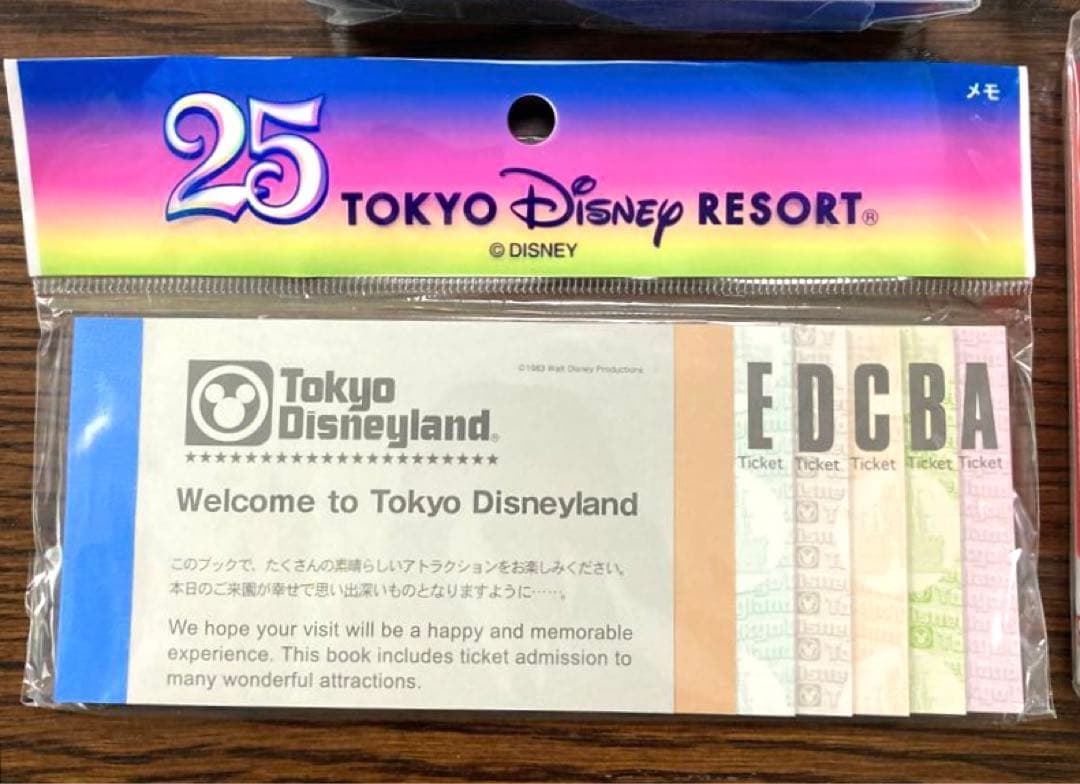 メモ
25 TOKYO DISNEY RESORT®
© DISNEY
©1983 Walt Disney Productions
Tokyo
Disneyland®
★★★★★★★★★★★★★★★★★★★★★
Welcome to Tokyo Disneyland
このブックで、たくさんの素晴らしいアトラクションをお楽しみください。
本日のご来園が幸せで思い出深いものとなりますように……。
We hope your visit will be a happy and memorable
experience. This book includes ticket admission to
many wonderful attractions.
E D C B A
Ticket Ticket Ticket Ticket Ticket